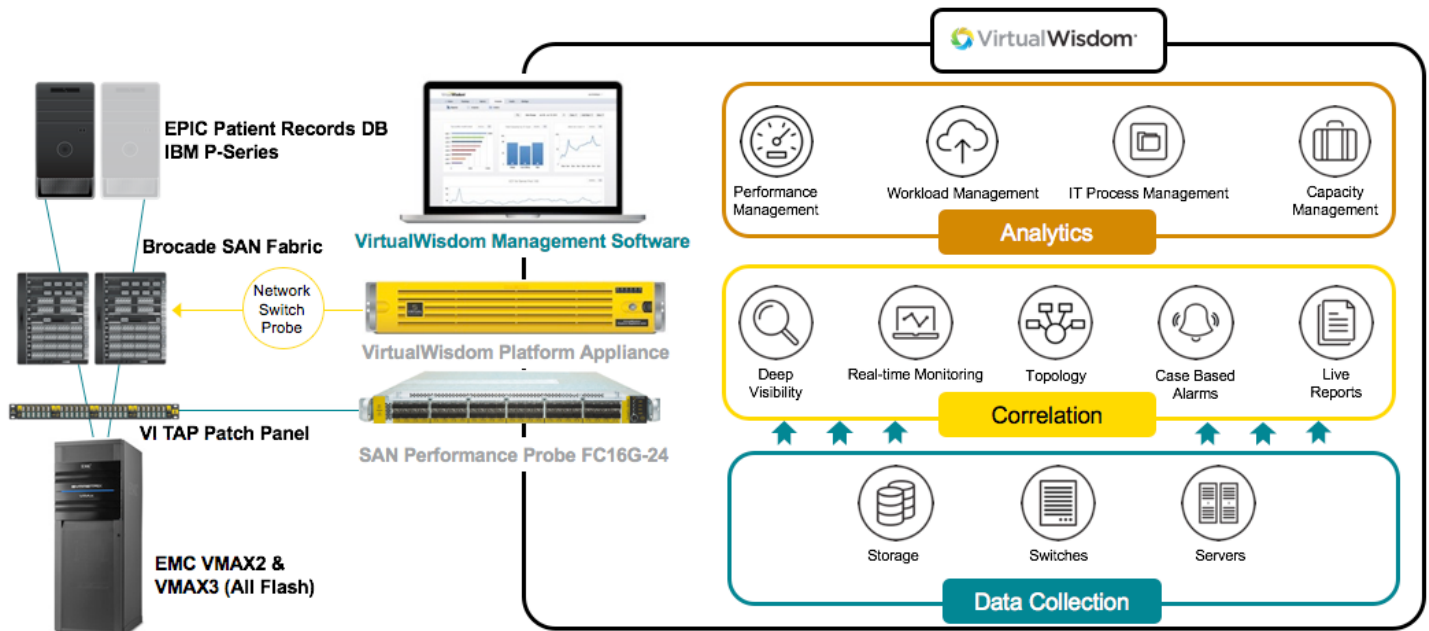 VirtualWisdom
EPIC Patient Records DB
IBM P-Series
Brocade SAN Fabric
Network
Switch
Probe
VI TAP Patch Panel
EMC VMAX2 &
VMAX3 (All Flash)
VirtualWisdom Management Software
VirtualWisdom Platform Appliance
SAN Performance Probe FC16G-24
Performance
Management
Workload Management
IT Process Management
Capacity
Management
Analytics
Deep
Visibility
Real-time Monitoring
Topology
Case Based
Alarms
Live
Reports
Correlation
Storage
Switches
Servers
Data Collection